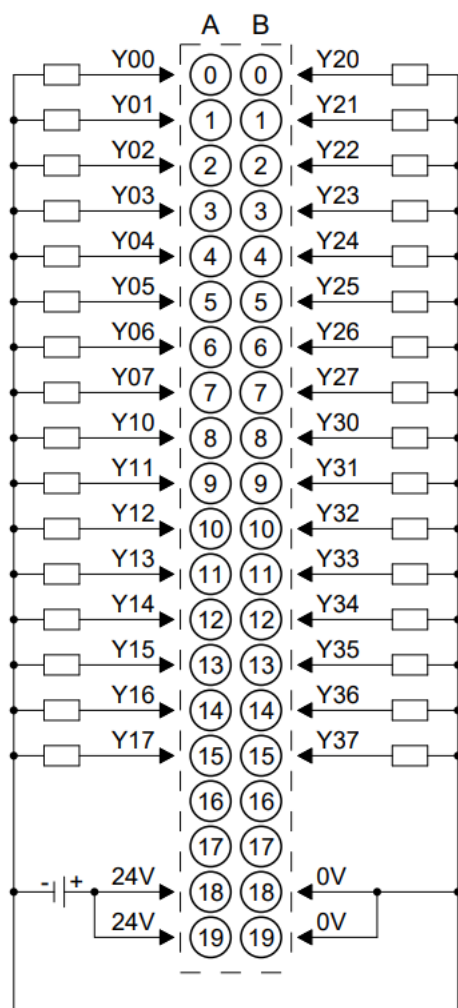 A B
Y00 0 0 Y20
Y01 1 1 Y21
Y02 2 2 Y22
Y03 3 3 Y23
Y04 4 4 Y24
Y05 5 5 Y25
Y06 6 6 Y26
Y07 7 7 Y27
Y10 8 8 Y30
Y11 9 9 Y31
Y12 10 10 Y32
Y13 11 11 Y33
Y14 12 12 Y34
Y15 13 13 Y35
Y16 14 14 Y36
Y17 15 15 Y37
16 16
17 17
- + 24V 18 18 0V
24V 19 19 0V